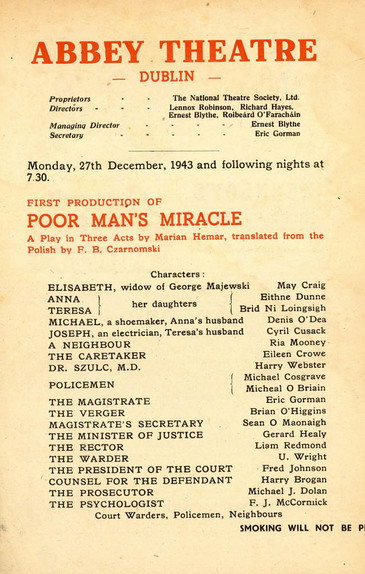 ABBEY THEATRE
— DUBLIN —
Proprietors - - The National Theatre Society, Ltd.
Directors - - Lennox Robinson, Richard Hayes,
Ernest Blythe, Roibeárd O'Faracháin
Managing Director - - - - Ernest Blythe
Secretary - - - - - Eric Gorman
Monday, 27th December, 1943 and following nights at
7.30.
FIRST PRODUCTION OF
POOR MAN'S MIRACLE
A Play in Three Acts by Marian Hemar, translated from the
Polish by F. B. Czarnomski
Characters :
ELISABETH, widow of George Majewski May Craig
ANNA } her daughters { Eithne Dunne
TERESA } { Brid Ni Loingsigh
MICHAEL, a shoemaker, Anna's husband Denis O'Dea
JOSEPH, an electrician, Teresa's husband Cyril Cusack
A NEIGHBOUR Ria Mooney
THE CARETAKER Eileen Crowe
DR. SZULC, M.D. Harry Webster
POLICEMEN { Michael Cosgrave
{ Micheal O Briain
THE MAGISTRATE Eric Gorman
THE VERGER Brian O'Higgins
MAGISTRATE'S SECRETARY Sean O Maonaigh
THE MINISTER OF JUSTICE Gerard Healy
THE RECTOR Liam Redmond
THE WARDER U. Wright
THE PRESIDENT OF THE COURT Fred Johnson
COUNSEL FOR THE DEFENDANT Harry Brogan
THE PROSECUTOR Michael J. Dolan
THE PSYCHOLOGIST F. J. McCormick
Court Warders, Policemen, Neighbours
SMOKING WILL NOT BE P